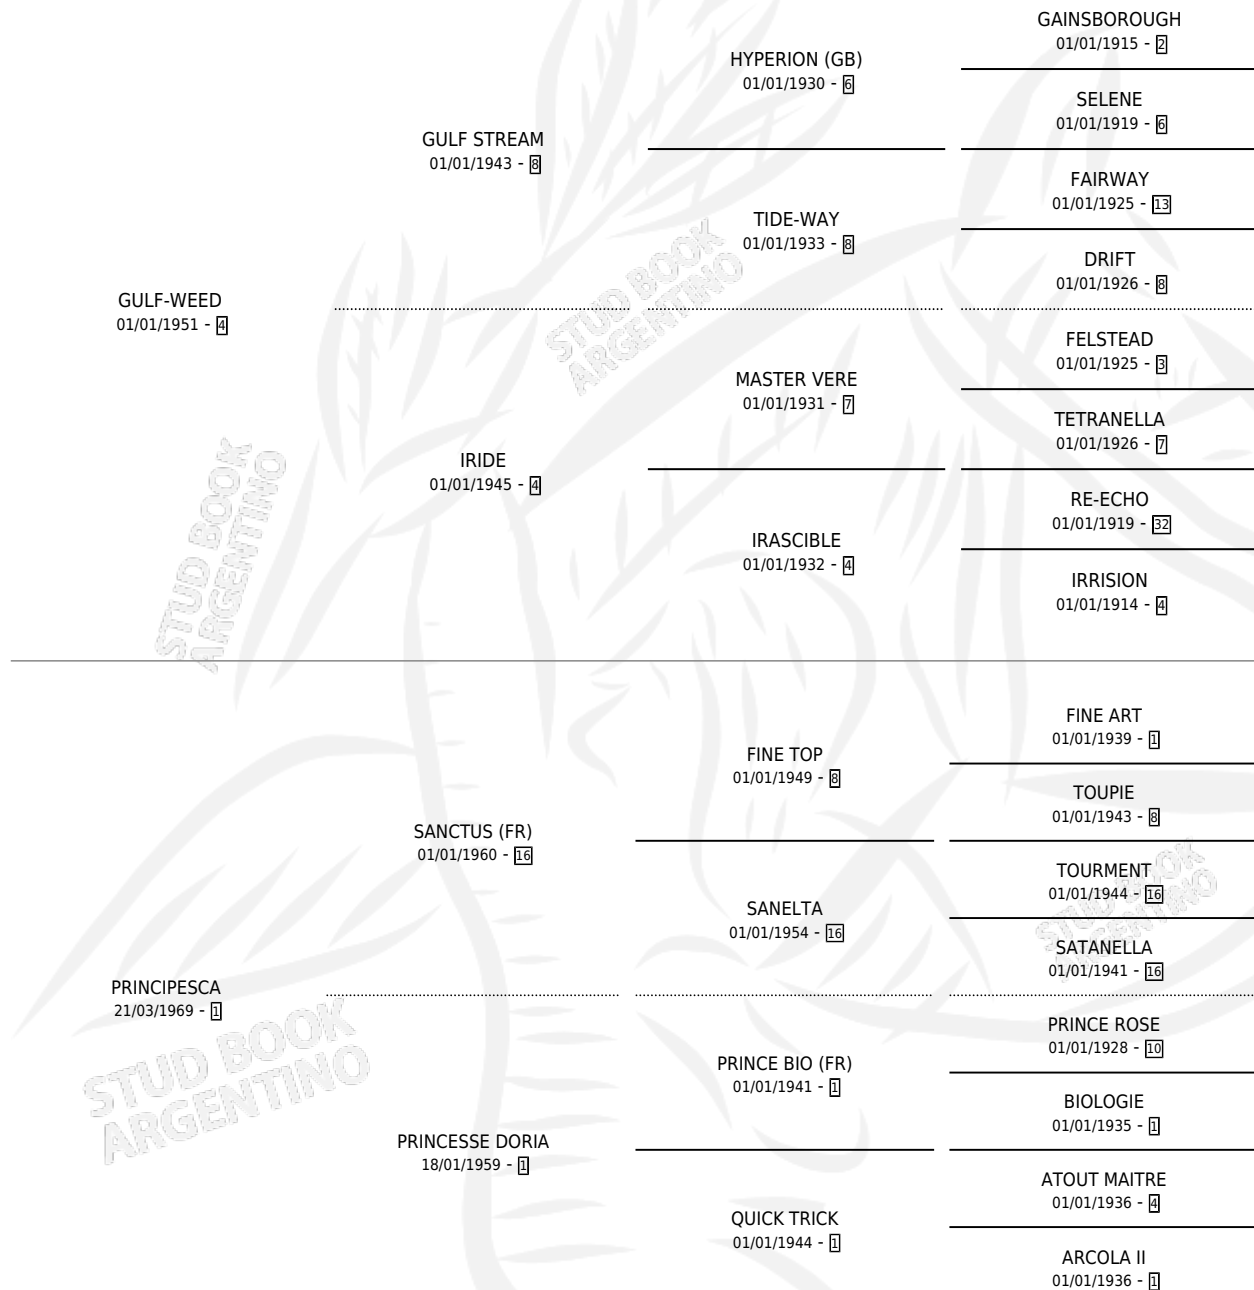 GAINSBOROUGH
01/01/1915 - 2
HYPERION (GB)
01/01/1930 - 6
SELENE
01/01/1919 - 6
GULF STREAM
01/01/1943 - 8
FAIRWAY
01/01/1925 - 13
TIDE-WAY
01/01/1933 - 8
DRIFT
01/01/1926 - 8
GULF-WEED
01/01/1951 - 4
FELSTEAD
01/01/1925 - 3
MASTER VERE
01/01/1931 - 7
TETRANELLA
01/01/1926 - 7
IRIDE
01/01/1945 - 4
RE-ECHO
01/01/1919 - 32
IRASCIBLE
01/01/1932 - 4
IRRISION
01/01/1914 - 4
FINE ART
01/01/1939 - 1
FINE TOP
01/01/1949 - 8
TOUPIE
01/01/1943 - 8
SANCTUS (FR)
01/01/1960 - 16
TOURMENT
01/01/1944 - 16
SANELTA
01/01/1954 - 16
SATANELLA
01/01/1941 - 16
PRINCIPESCA
21/03/1969 - 1
PRINCE ROSE
01/01/1928 - 10
PRINCE BIO (FR)
01/01/1941 - 1
BIOLOGIE
01/01/1935 - 1
PRINCESSE DORIA
18/01/1959 - 1
ATOUT MAITRE
01/01/1936 - 4
QUICK TRICK
01/01/1944 - 1
ARCOLA II
01/01/1936 - 1
STUD BOOK
ARGENTINO
STUD BOOK
ARGENTINO
STUD BOOK
ARGENTINO
STUD BOOK
ARGENTINO